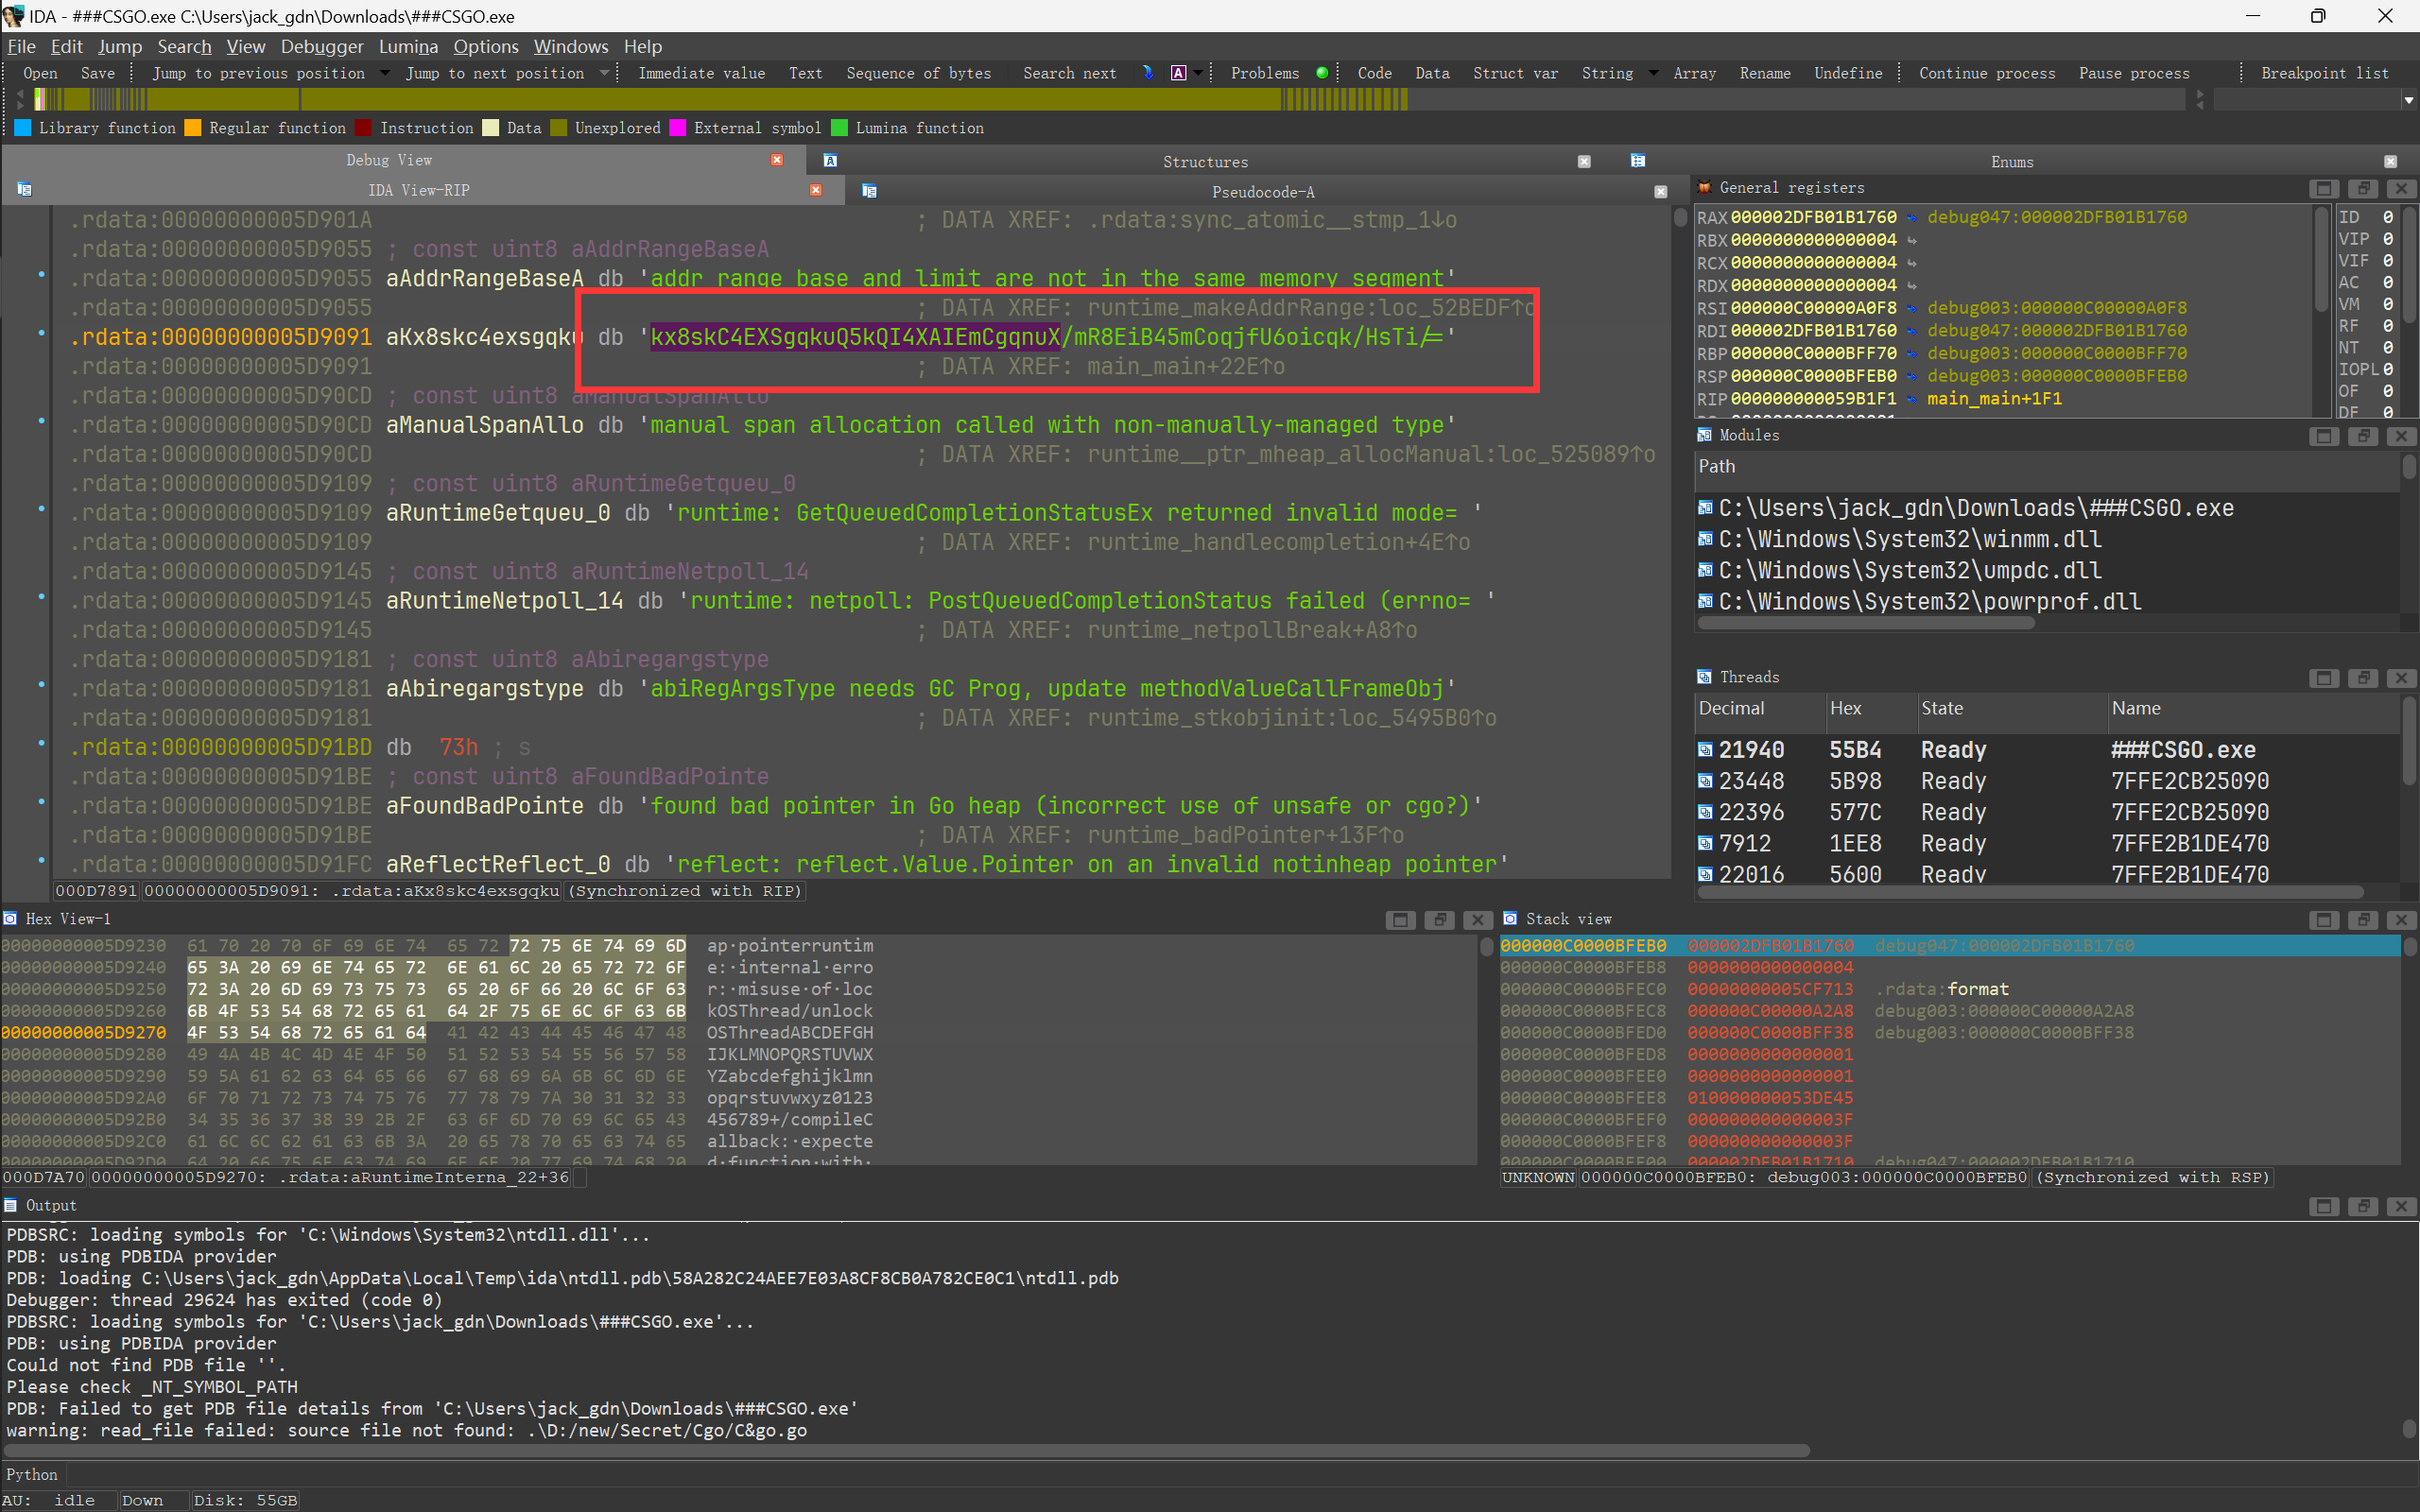 IDA - ###CSGO.exe C:\Users\jack_gdn\Downloads\###CSGO.exe
File Edit Jump Search View Debugger Lumina Options Windows Help
Open Save Jump to previous position Jump to next position Immediate value Text Sequence of bytes Search next A Problems Code Data Struct var String Array Rename Undefine Continue process Pause process Breakpoint list
Library function Regular function Instruction Data Unexplored External symbol Lumina function
Debug View Structures Enums
IDA View-RIP Pseudocode-A
.rdata:00000000005D901A ; DATA XREF: .rdata:sync_atomic__stmp_1↓o
.rdata:00000000005D9055 ; const uint8 aAddrRangeBaseA
.rdata:00000000005D9055 aAddrRangeBaseA db 'addr range base and limit are not in the same memory segment'
.rdata:00000000005D9055 ; DATA XREF: runtime_makeAddrRange:loc_52BEDF↑o
.rdata:00000000005D9091 aKx8skc4exsgqku db 'kx8skC4EXSgqkuQ5kQI4XAIEmCgqnuX/mR8EiB45mCoqjfU6oicqk/HsTi/='
.rdata:00000000005D9091 ; DATA XREF: main_main+22E↑o
.rdata:00000000005D90CD ; const uint8 aManualSpanAllo
.rdata:00000000005D90CD aManualSpanAllo db 'manual span allocation called with non-manually-managed type'
.rdata:00000000005D90CD ; DATA XREF: runtime__ptr_mheap_allocManual:loc_525089↑o
.rdata:00000000005D9109 ; const uint8 aRuntimeGetqueu_0
.rdata:00000000005D9109 aRuntimeGetqueu_0 db 'runtime: GetQueuedCompletionStatusEx returned invalid mode= '
.rdata:00000000005D9109 ; DATA XREF: runtime_handlecompletion+4E↑o
.rdata:00000000005D9145 ; const uint8 aRuntimeNetpoll_14
.rdata:00000000005D9145 aRuntimeNetpoll_14 db 'runtime: netpoll: PostQueuedCompletionStatus failed (errno= '
.rdata:00000000005D9145 ; DATA XREF: runtime_netpollBreak+A8↑o
.rdata:00000000005D9181 ; const uint8 aAbiregargstype
.rdata:00000000005D9181 aAbiregargstype db 'abiRegArgsType needs GC Prog, update methodValueCallFrameObj'
.rdata:00000000005D9181 ; DATA XREF: runtime_stkobjinit:loc_5495B0↑o
.rdata:00000000005D91BD db 73h ; s
.rdata:00000000005D91BE ; const uint8 aFoundBadPointe
.rdata:00000000005D91BE aFoundBadPointe db 'found bad pointer in Go heap (incorrect use of unsafe or cgo?)'
.rdata:00000000005D91BE ; DATA XREF: runtime_badPointer+13F↑o
.rdata:00000000005D91FC aReflectReflect_0 db 'reflect: reflect.Value.Pointer on an invalid notinheap pointer'
000D7891 00000000005D9091: .rdata:aKx8skc4exsgqku (Synchronized with RIP)
General registers
RAX 000002DFB01B1760 debug047:000002DFB01B1760
RBX 0000000000000004
RCX 0000000000000004
RDX 0000000000000004
RSI 000000C00000A0F8 debug003:000000C00000A0F8
RDI 000002DFB01B1760 debug047:000002DFB01B1760
RBP 000000C0000BFF70 debug003:000000C0000BFF70
RSP 000000C0000BFEB0 debug003:000000C0000BFEB0
RIP 000000000059B1F1 main_main+1F1
ID 0
VIP 0
VIF 0
AC 0
VM 0
RF 0
NT 0
IOPL 0
OF 0
DF 0
Modules
Path
C:\Users\jack_gdn\Downloads\###CSGO.exe
C:\Windows\System32\winmm.dll
C:\Windows\System32\umpdc.dll
C:\Windows\System32\powrprof.dll
Threads
Decimal Hex State Name
21940 55B4 Ready ###CSGO.exe
23448 5B98 Ready 7FFE2CB25090
22396 577C Ready 7FFE2CB25090
7912 1EE8 Ready 7FFE2B1DE470
22016 5600 Ready 7FFE2B1DE470
Hex View-1
00000000005D9230 61 70 20 70 6F 69 6E 74 65 72 72 75 6E 74 69 6D ap·pointerruntim
00000000005D9240 65 3A 20 69 6E 74 65 72 6E 61 6C 20 65 72 72 6F e:·internal·erro
00000000005D9250 72 3A 20 6D 69 73 75 73 65 20 6F 66 20 6C 6F 63 r:·misuse·of·loc
00000000005D9260 6B 4F 53 54 68 72 65 61 64 2F 75 6E 6C 6F 63 6B kOSThread/unlock
00000000005D9270 4F 53 54 68 72 65 61 64 41 42 43 44 45 46 47 48 OSThreadABCDEFGH
00000000005D9280 49 4A 4B 4C 4D 4E 4F 50 51 52 53 54 55 56 57 58 IJKLMNOPQRSTUVWX
00000000005D9290 59 5A 61 62 63 64 65 66 67 68 69 6A 6B 6C 6D 6E YZabcdefghijklmn
00000000005D92A0 6F 70 71 72 73 74 75 76 77 78 79 7A 30 31 32 33 opqrstuvwxyz0123
00000000005D92B0 34 35 36 37 38 39 2B 2F 63 6F 6D 70 69 6C 65 43 456789+/compileC
00000000005D92C0 61 6C 6C 62 61 63 6B 3A 20 65 78 70 65 63 74 65 allback:·expecte
00000000005D92D0 64 20 66 75 6E 63 74 69 6F 6E 20 77 69 74 68 20 d·function·with·
000D7A70 00000000005D9270: .rdata:aRuntimeInterna_22+36
Stack view
000000C0000BFEB0 000002DFB01B1760 debug047:000002DFB01B1760
000000C0000BFEB8 0000000000000004
000000C0000BFEC0 00000000005CF713 .rdata:format
000000C0000BFEC8 000000C00000A2A8 debug003:000000C00000A2A8
000000C0000BFED0 000000C0000BFF38 debug003:000000C0000BFF38
000000C0000BFED8 0000000000000001
000000C0000BFEE0 0000000000000001
000000C0000BFEE8 010000000053DE45
000000C0000BFEF0 000000000000003F
000000C0000BFEF8 000000000000003F
000000C0000BFF00 000002DFB01B1710 debug047:000002DFB01B1710
UNKNOWN 000000C0000BFEB0: debug003:000000C0000BFEB0 (Synchronized with RSP)
Output
PDBSRC: loading symbols for 'C:\Windows\System32\ntdll.dll'...
PDB: using PDBIDA provider
PDB: loading C:\Users\jack_gdn\AppData\Local\Temp\ida\ntdll.pdb\58A282C24AEE7E03A8CF8CB0A782CE0C1\ntdll.pdb
Debugger: thread 29624 has exited (code 0)
PDBSRC: loading symbols for 'C:\Users\jack_gdn\Downloads\###CSGO.exe'...
PDB: using PDBIDA provider
Could not find PDB file ''.
Please check _NT_SYMBOL_PATH
PDB: Failed to get PDB file details from 'C:\Users\jack_gdn\Downloads\###CSGO.exe'
warning: read_file failed: source file not found: .\D:/new/Secret/Cgo/C&go.go
Python
AU: idle Down Disk: 55GB